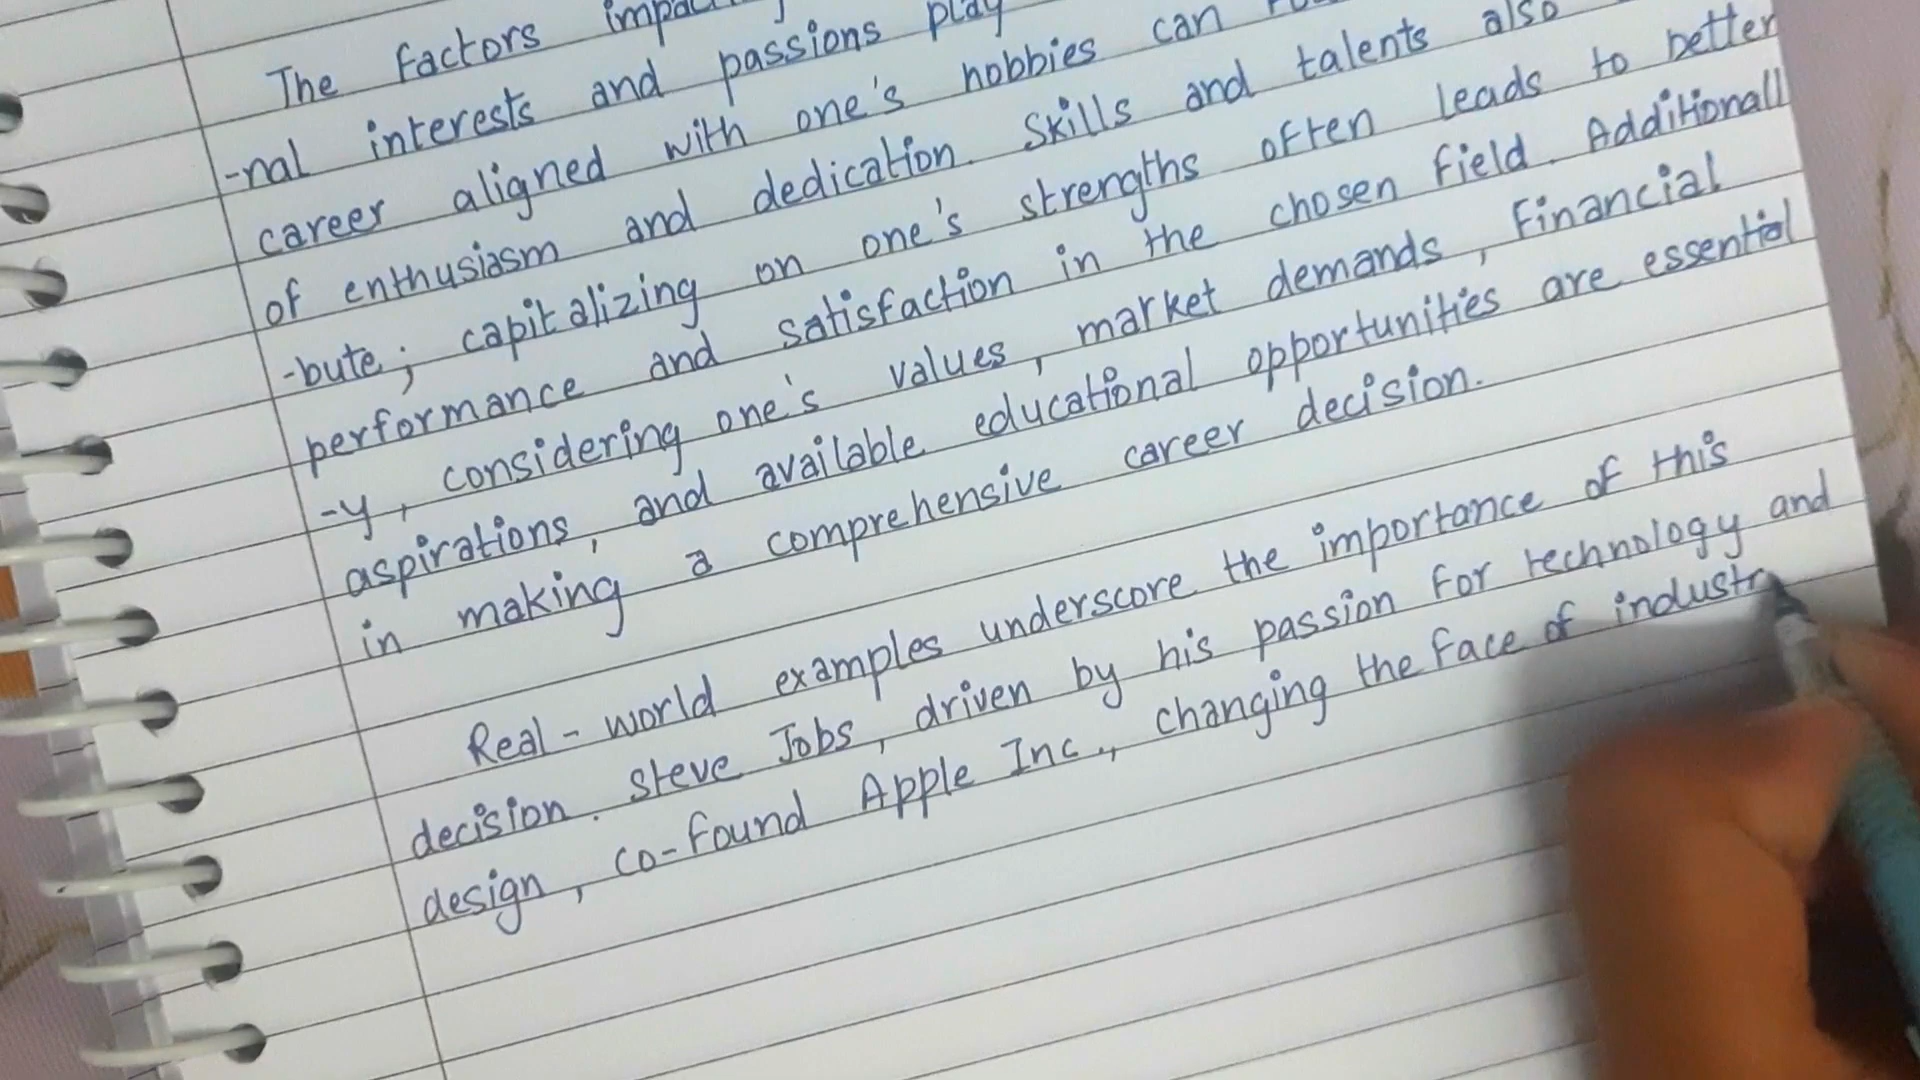 The factors
-nal interests and passions play
career aligned with one's hobbies can
of enthusiasm and dedication. Skills and talents also
-bute; capitalizing on one's strengths often leads to better
performance and satisfaction in the chosen field. Additionall
-y, considering one's values, market demands, financial
aspirations, and available educational opportunities are essential
in making a comprehensive career decision.
Real-world examples underscore the importance of this
decision. Steve Jobs, driven by his passion for technology and
design, co-found Apple Inc., changing the face of industr